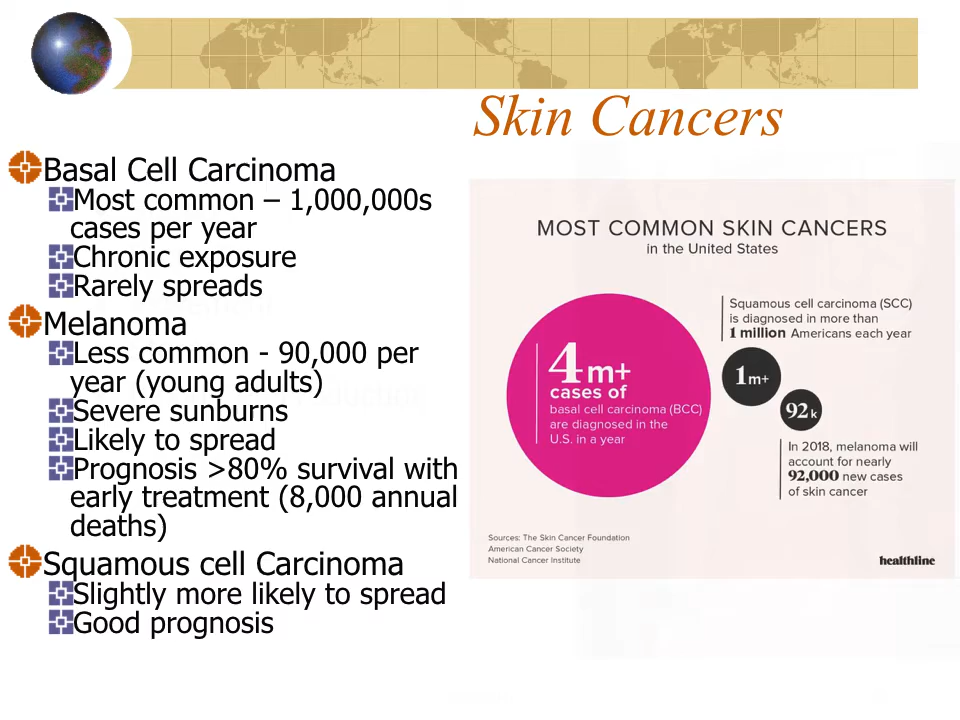 Skin Cancers
Basal Cell Carcinoma
Most common – 1,000,000s
cases per year
Chronic exposure
Rarely spreads
Melanoma
Less common - 90,000 per
year (young adults)
Severe sunburns
Likely to spread
Prognosis >80% survival with
early treatment (8,000 annual
deaths)
Squamous cell Carcinoma
Slightly more likely to spread
Good prognosis
MOST COMMON SKIN CANCERS
in the United States
4m+
cases of
basal cell carcinoma (BCC)
are diagnosed in the
U.S. in a year
Squamous cell carcinoma (SCC)
is diagnosed in more than
1 million Americans each year
1m+
92k
In 2018, melanoma will
account for nearly
92,000 new cases
of skin cancer
Sources: The Skin Cancer Foundation
American Cancer Society
National Cancer Institute
healthline